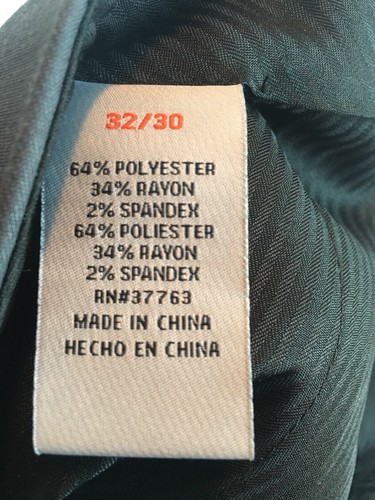 32/30
64% POLYESTER
34% RAYON
2% SPANDEX
64% POLIESTER
34% RAYON
2% SPANDEX
RN#37763
MADE IN CHINA
HECHO EN CHINA